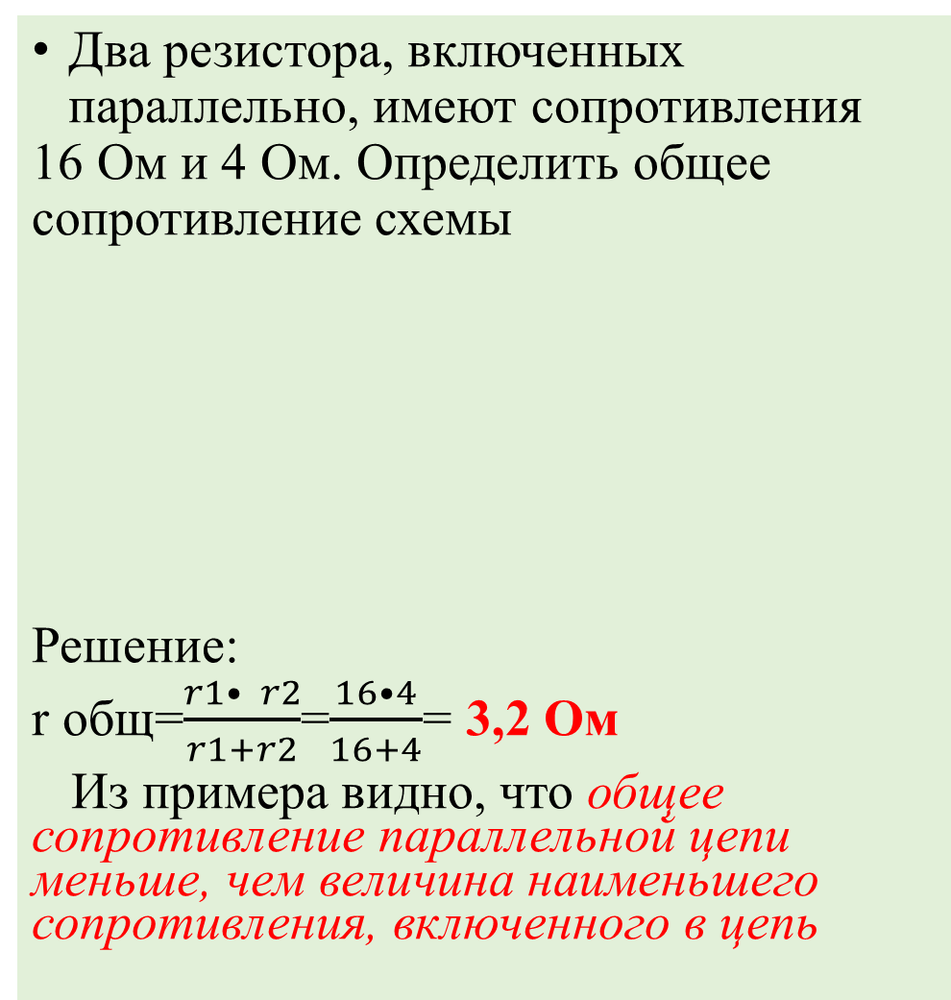 • Два резистора, включенных
параллельно, имеют сопротивления
16 Ом и 4 Ом. Определить общее
сопротивление схемы
Решение:
r общ=\frac{r1• r2}{r1+r2}=\frac{16•4}{16+4}= 3,2 Ом
Из примера видно, что общее
сопротивление параллельной цепи
меньше, чем величина наименьшего
сопротивления, включенного в цепь